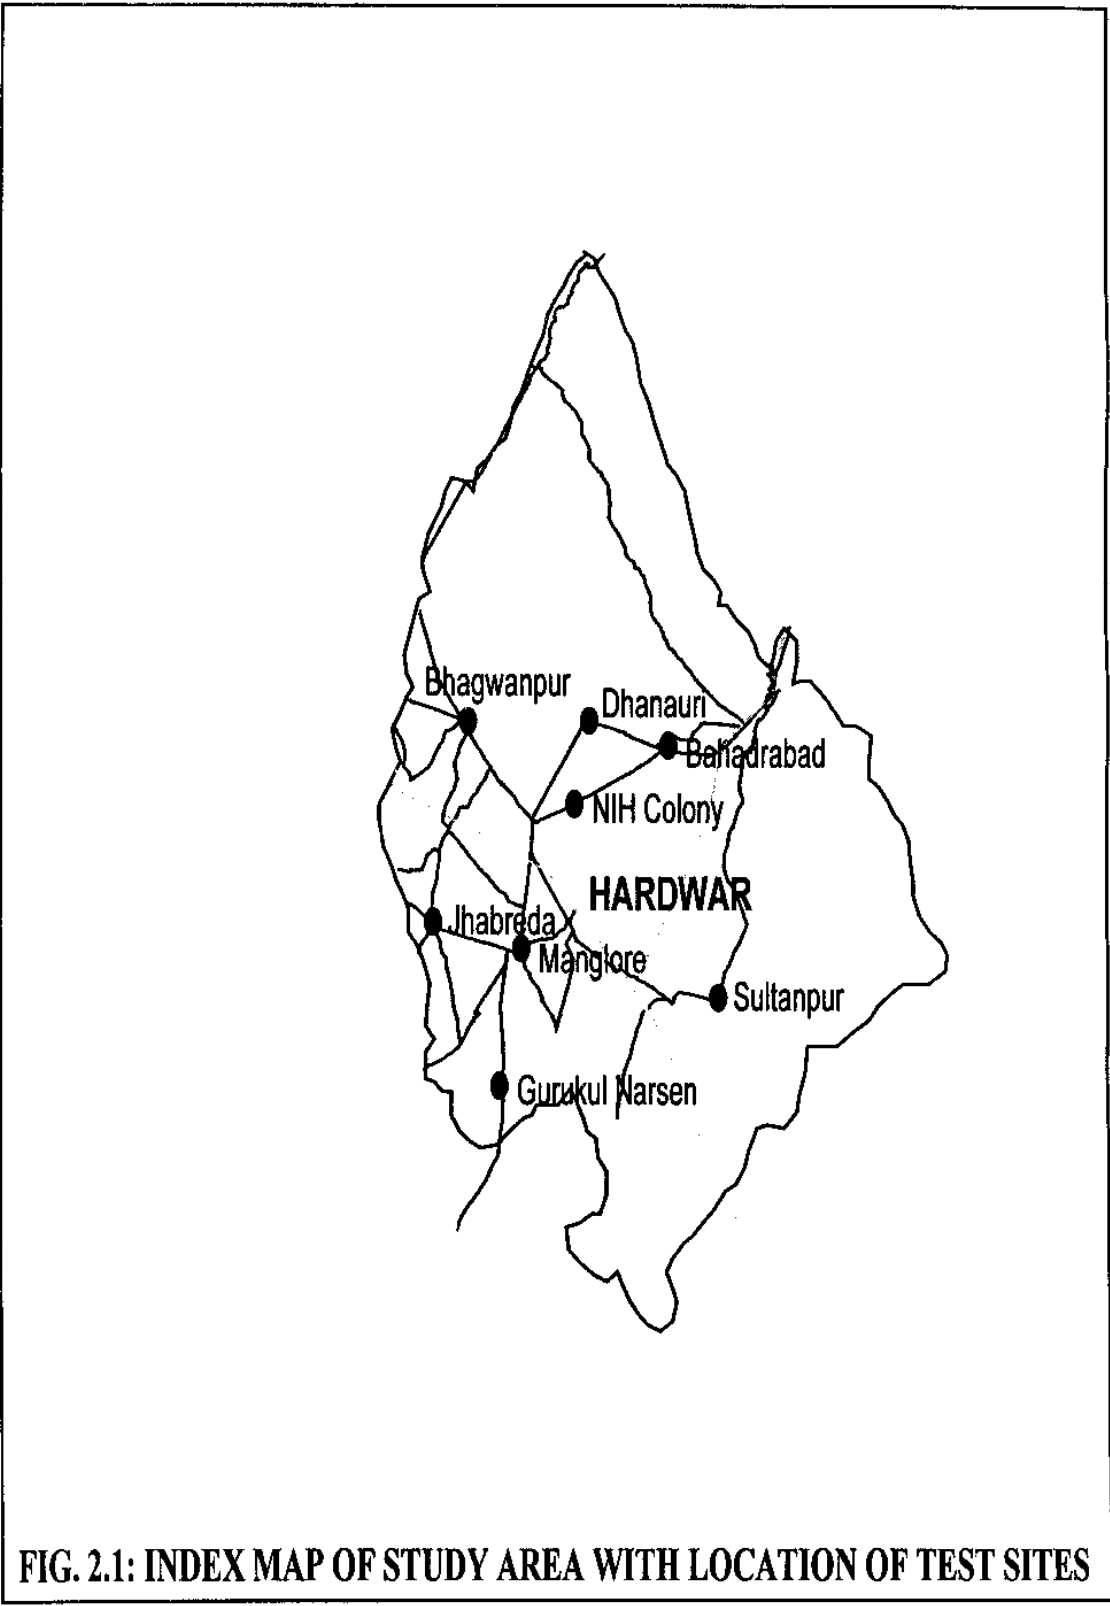 Bhagwanpur
Dhanauri
Bahadrabad
NIH Colony
HARDWAR
Jhabreda
Manglore
Sultanpur
Gurukul Narsen
FIG. 2.1: INDEX MAP OF STUDY AREA WITH LOCATION OF TEST SITES